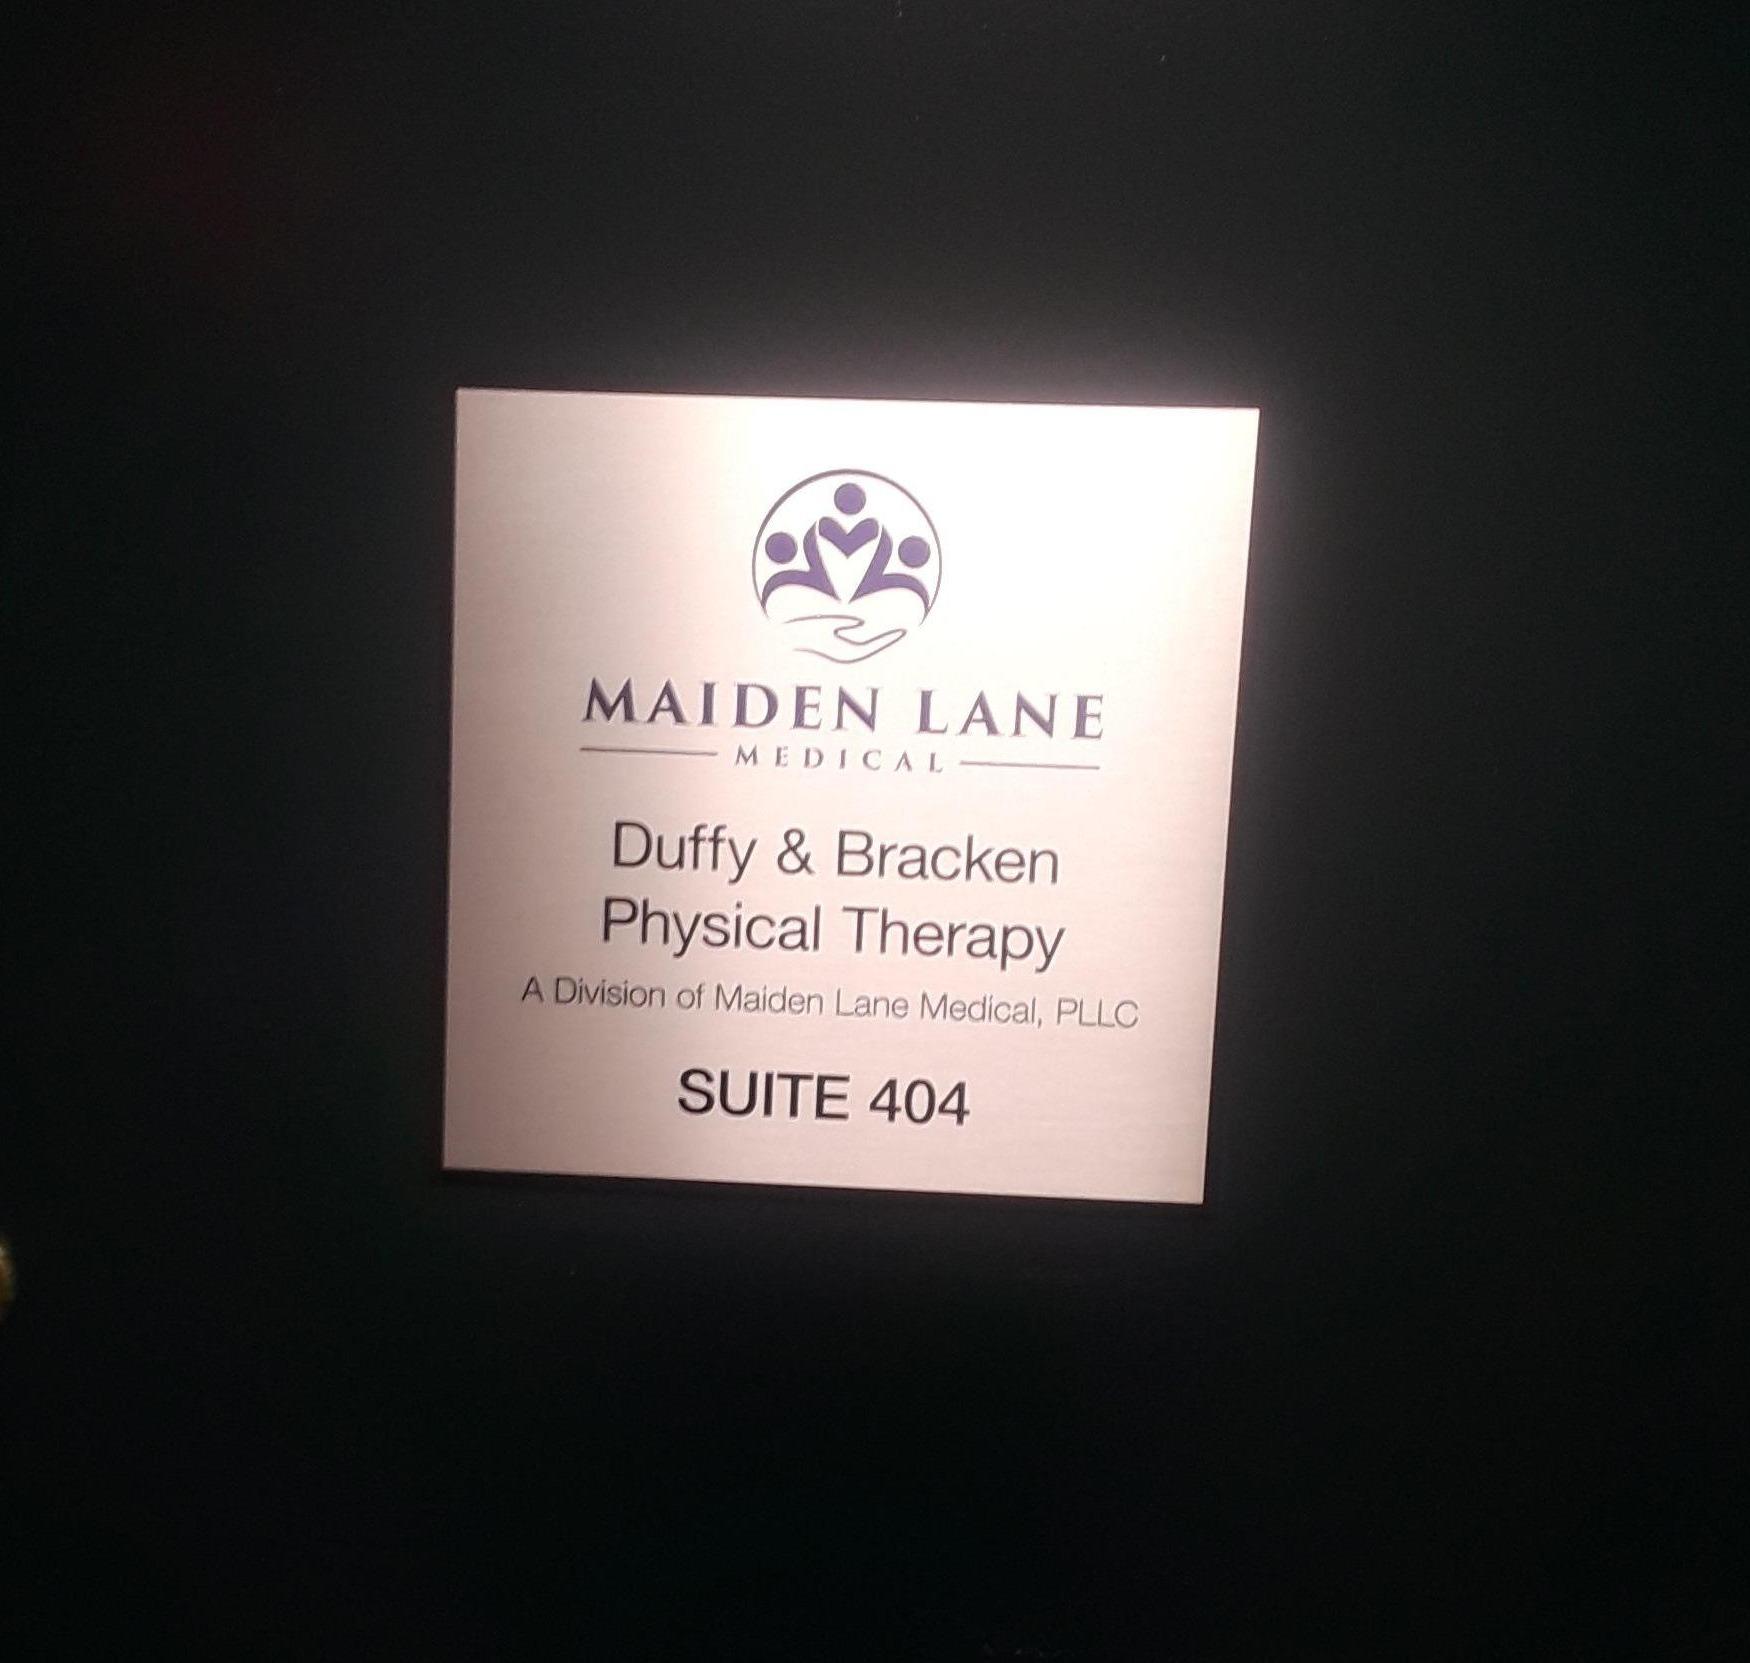 MAIDEN LANE
MEDICAL
Duffy & Bracken
Physical Therapy
A Division of Maiden Lane Medical, PLLC
SUITE 404